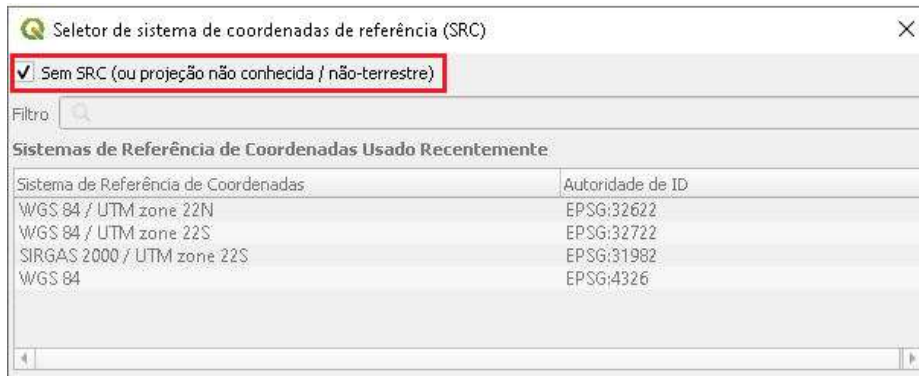 Seletor de sistema de coordenadas de referência (SRC)
Sem SRC (ou projeção não conhecida / não-terrestre)
Filtro
Sistemas de Referência de Coordenadas Usado Recentemente
Sistema de Referência de Coordenadas Autoridade de ID
WGS 84 / UTM zone 22N EPSG:32622
WGS 84 / UTM zone 22S EPSG:32722
SIRGAS 2000 / UTM zone 22S EPSG:31982
WGS 84 EPSG:4326